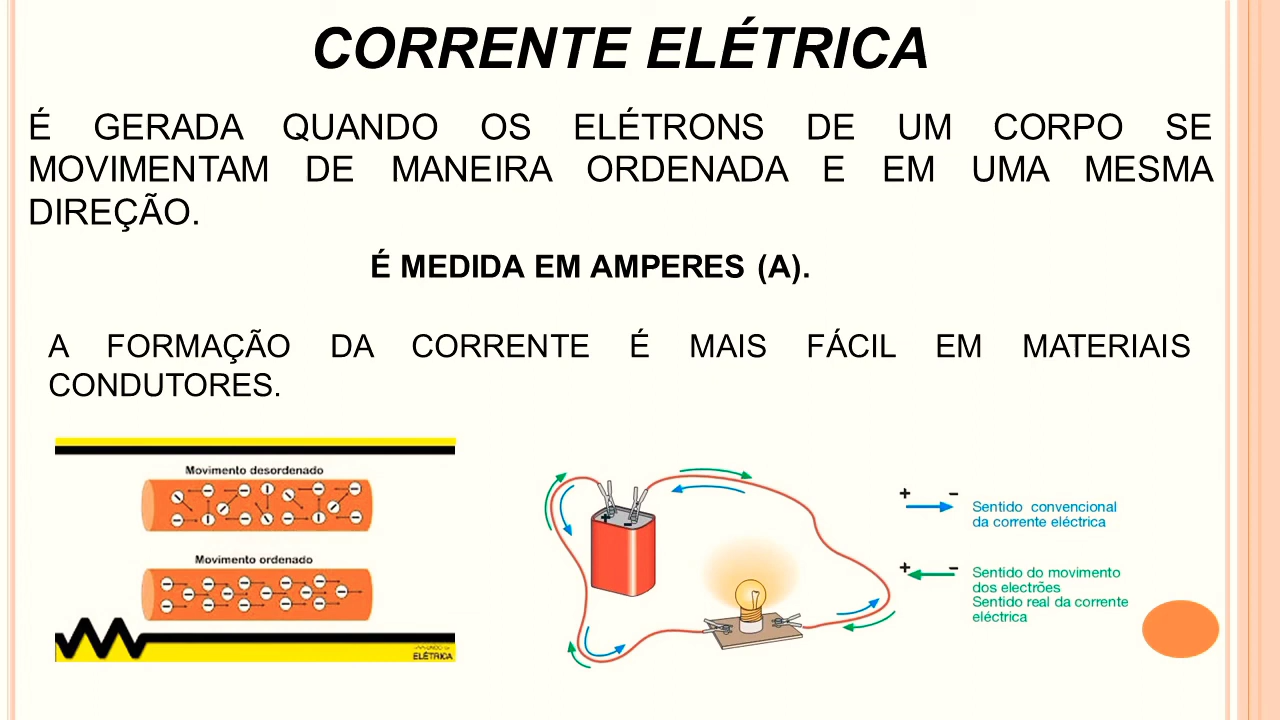 CORRENTE ELÉTRICA
É GERADA QUANDO OS ELÉTRONS DE UM CORPO SE
MOVIMENTAM DE MANEIRA ORDENADA E EM UMA MESMA
DIREÇÃO.
É MEDIDA EM AMPERES (A).
A FORMAÇÃO DA CORRENTE É MAIS FÁCIL EM MATERIAIS
CONDUTORES.
Movimento desordenado
Movimento ordenado
ELÉTRICA
+ -
+ -
Sentido convencional
da corrente eléctrica
+ -
Sentido do movimento
dos electrões
Sentido real da corrente
eléctrica